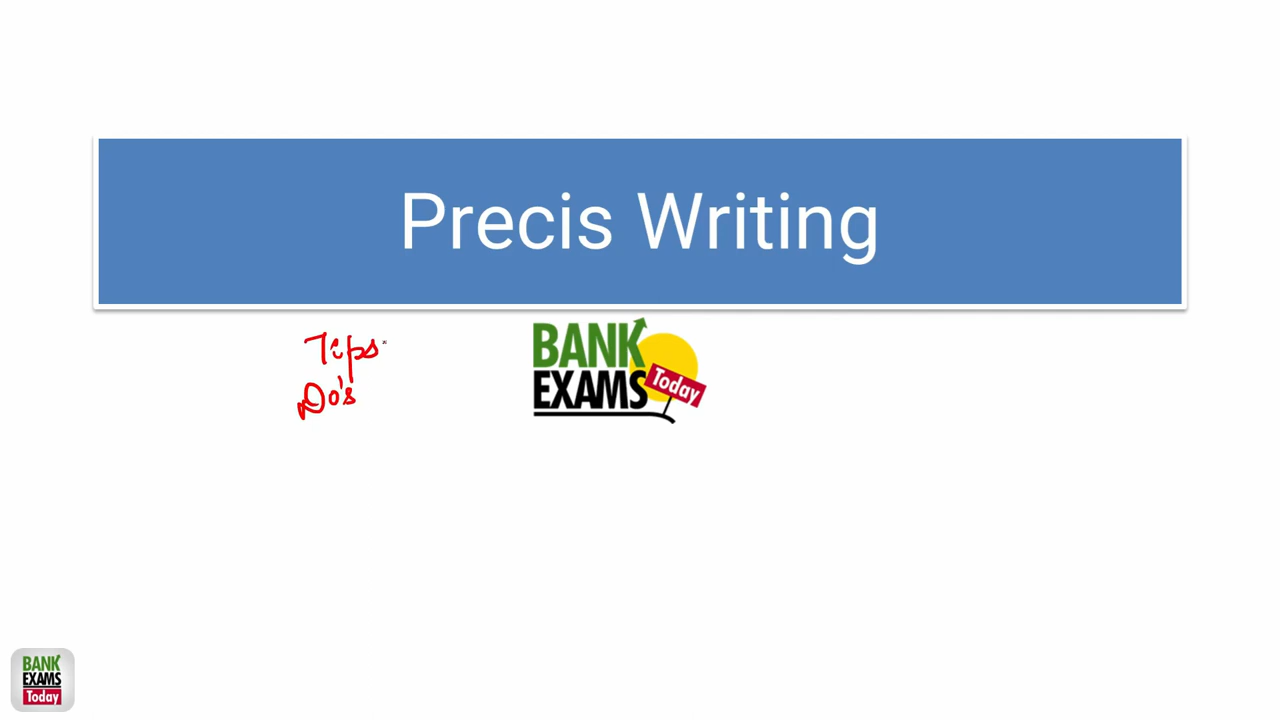 Precis Writing
Tips
Do's
BANK
EXAMS
Today
BANK
EXAMS
Today